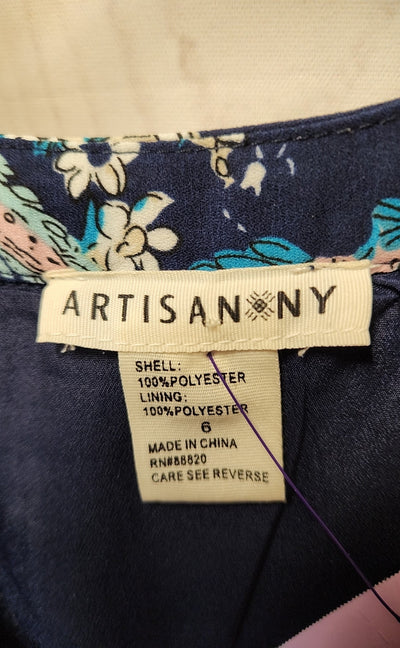 ARTISAN NY
SHELL:
100%POLYESTER
LINING:
100%POLYESTER
6
MADE IN CHINA
RN#88820
CARE SEE REVERSE